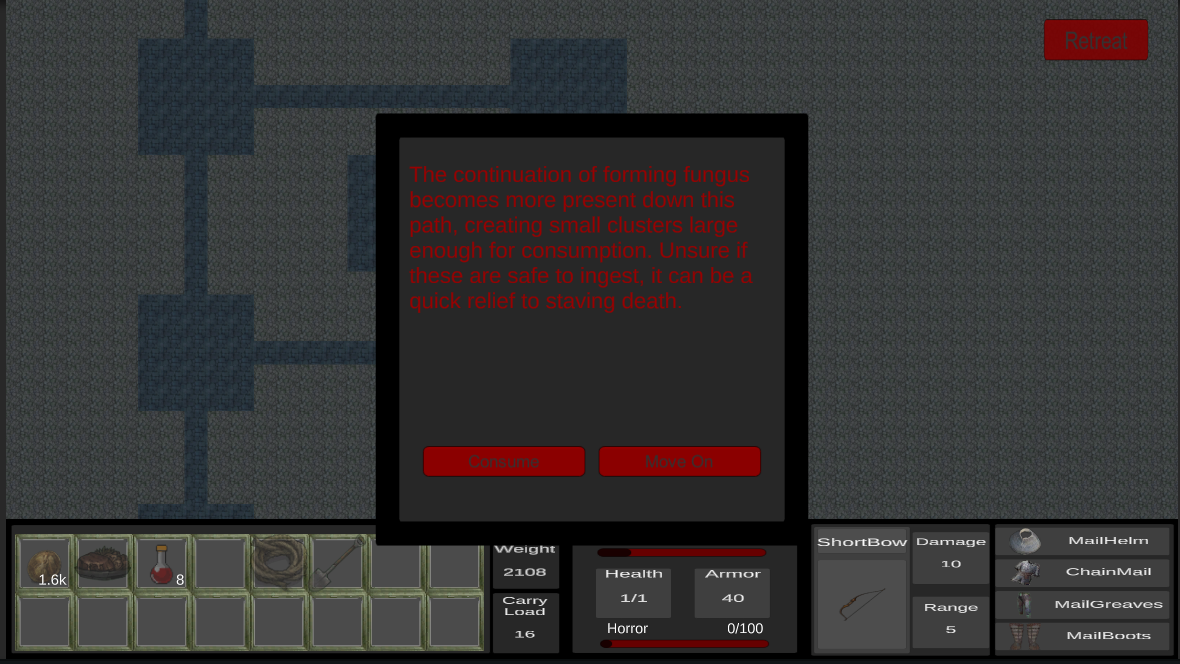 Retreat
The continuation of forming fungus
becomes more present down this
path, creating small clusters large
enough for consumption. Unsure if
these are safe to ingest, it can be a
quick relief to staving death.
Consume
Move On
1.6k
8
Weight
2108
Carry
Load
16
Health
1/1
Armor
40
Horror
0/100
ShortBow
Damage
10
Range
5
MailHelm
ChainMail
MailGreaves
MailBoots